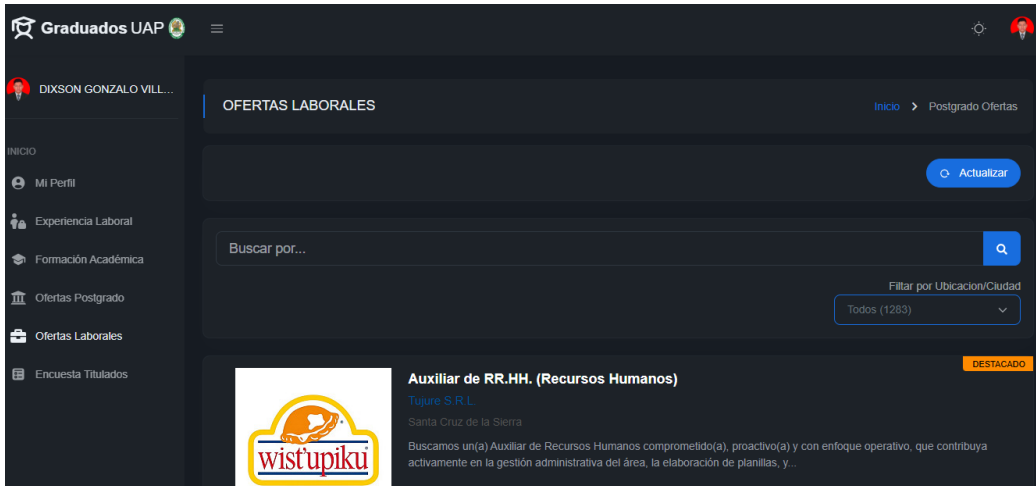 Graduados UAP
DIXSON GONZALO VILL...
INICIO
Mi Perfil
Experiencia Laboral
Formación Académica
Ofertas Postgrado
Ofertas Laborales
Encuesta Titulados
OFERTAS LABORALES
Inicio > Postgrado Ofertas
Actualizar
Buscar por...
Filtar por Ubicacion/Ciudad
Todos (1283)
DESTACADO
wist'upiku
Auxiliar de RR.HH. (Recursos Humanos)
Tujure S.R.L.
Santa Cruz de la Sierra
Buscamos un(a) Auxiliar de Recursos Humanos comprometido(a), proactivo(a) y con enfoque operativo, que contribuya
activamente en la gestión administrativa del área, la elaboración de planillas, y...